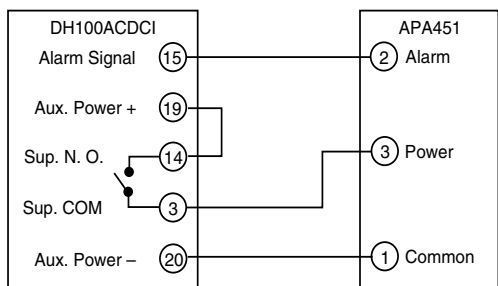 DH100ACDCI
Alarm Signal 15
Aux. Power + 19
Sup. N. O. 14
Sup. COM 3
Aux. Power – 20
APA451
2 Alarm
3 Power
1 Common